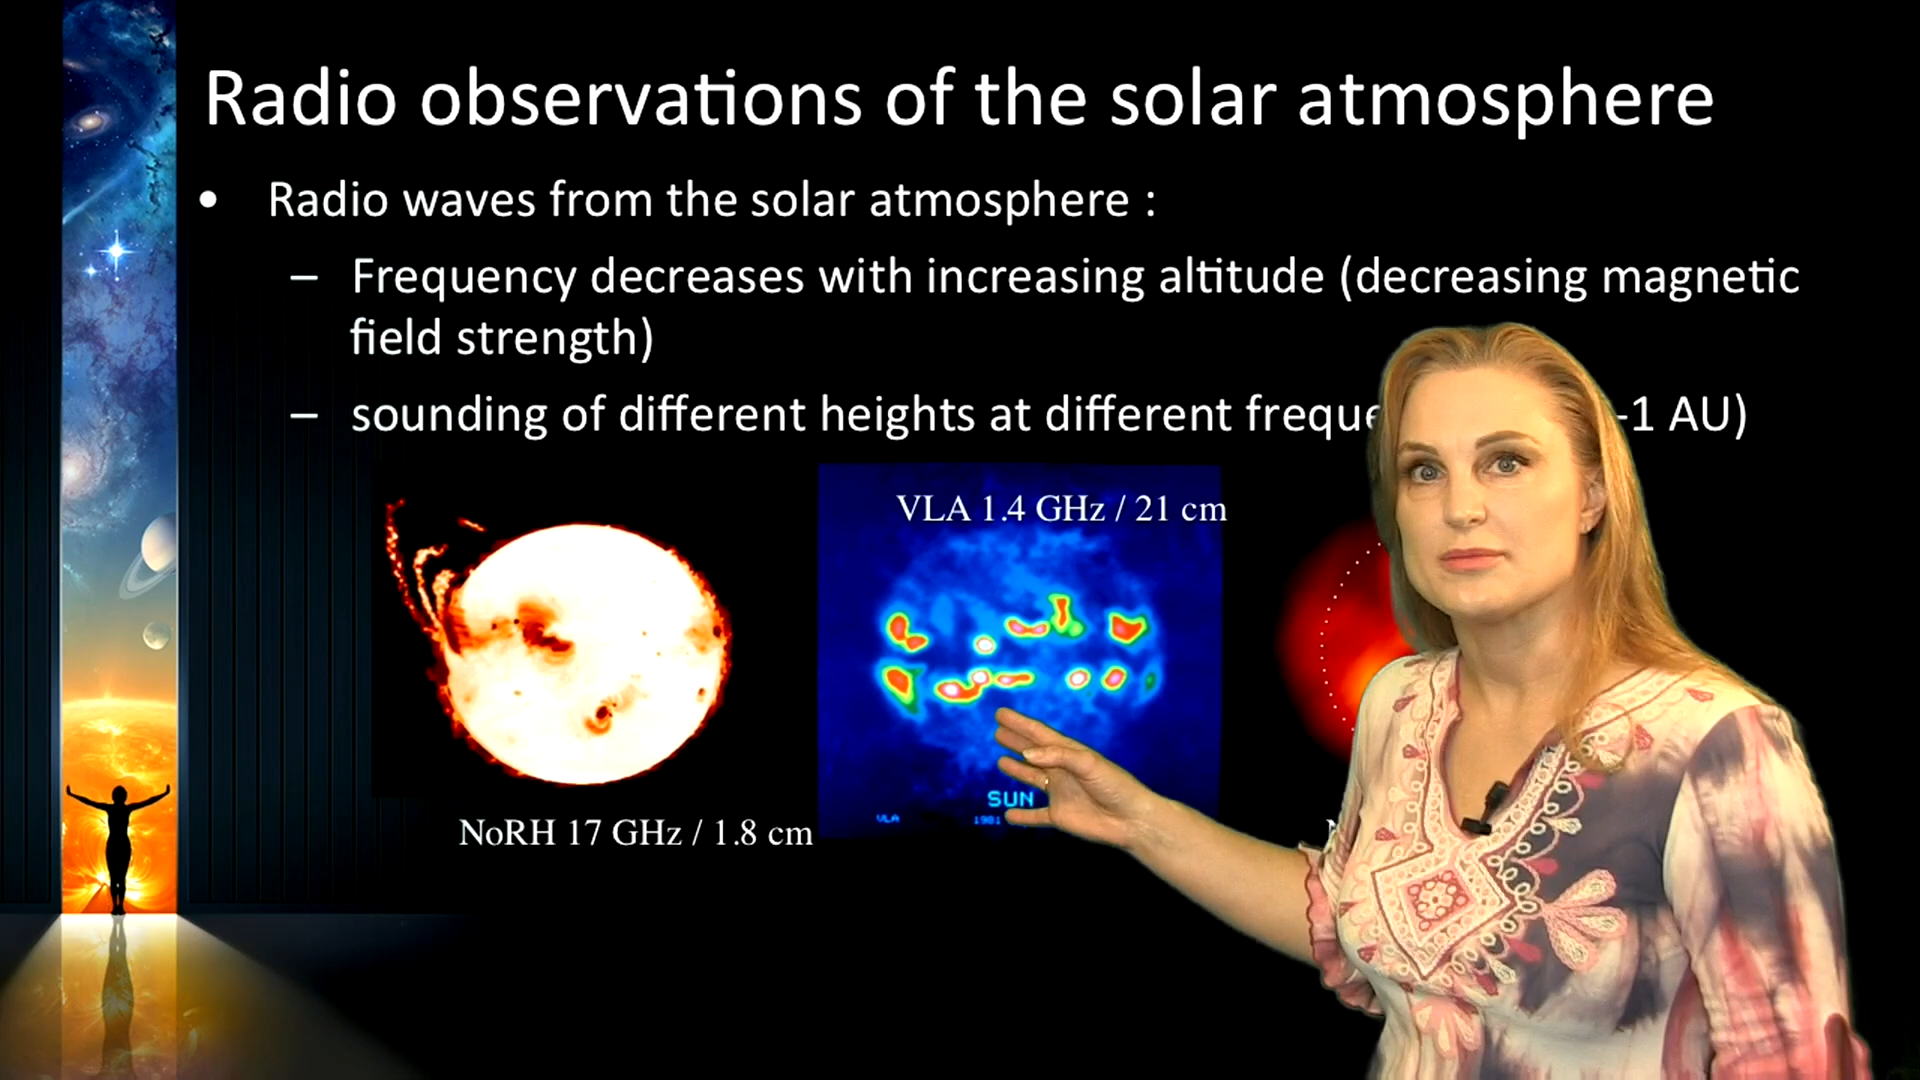 Radio observations of the solar atmosphere
• Radio waves from the solar atmosphere :
– Frequency decreases with increasing altitude (decreasing magnetic
field strength)
– sounding of different heights at different -1 AU)
VLA 1.4 GHz / 21 cm
SUN
VLA 1981
NoRH 17 GHz / 1.8 cm